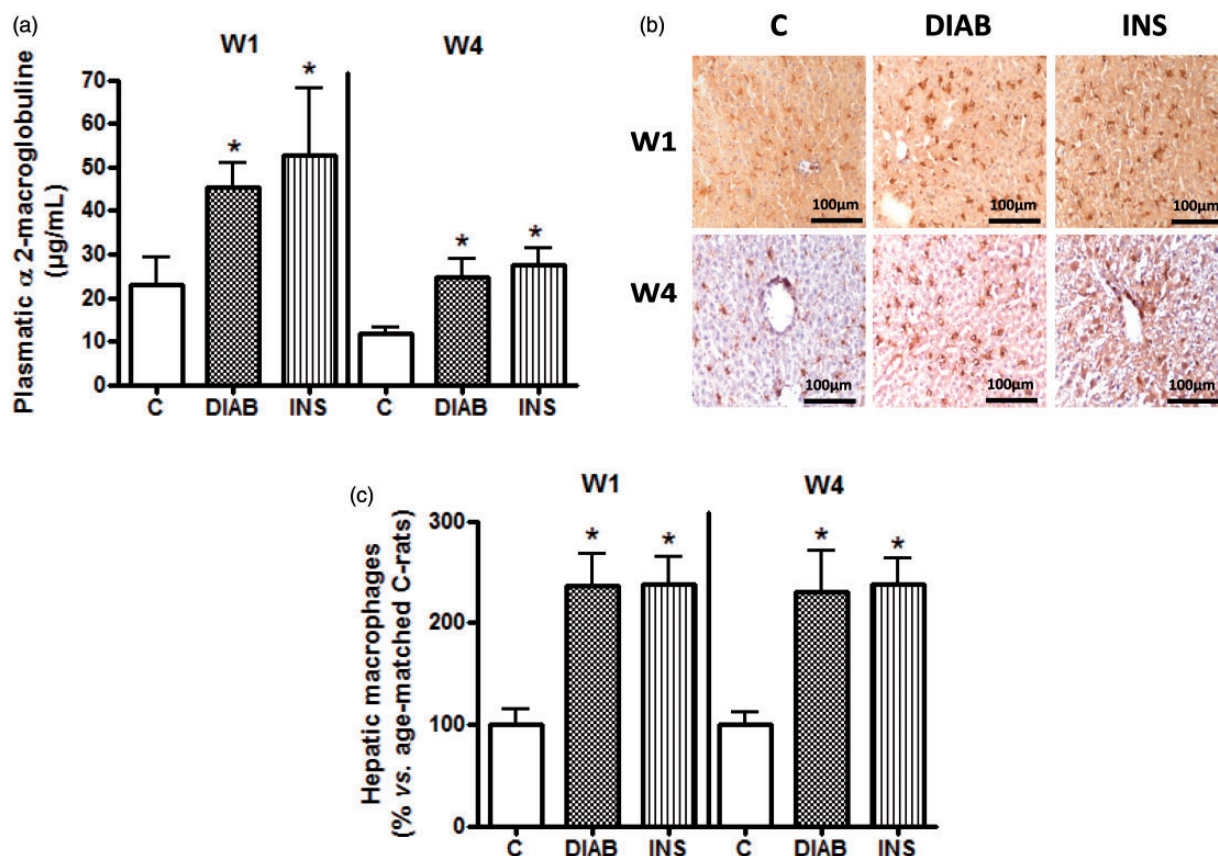 (a)
W1 W4
Plasmatic α 2-macroglobuline
(µg/mL)
70
60
50
40
30
20
10
0
* * * *
C DIAB INS C DIAB INS
(b)
C DIAB INS
W1
100µm 100µm 100µm
W4
100µm 100µm 100µm
(c)
W1 W4
Hepatic macrophages
(% vs. age-matched C-rats)
300
200
100
0
* * * *
C DIAB INS C DIAB INS